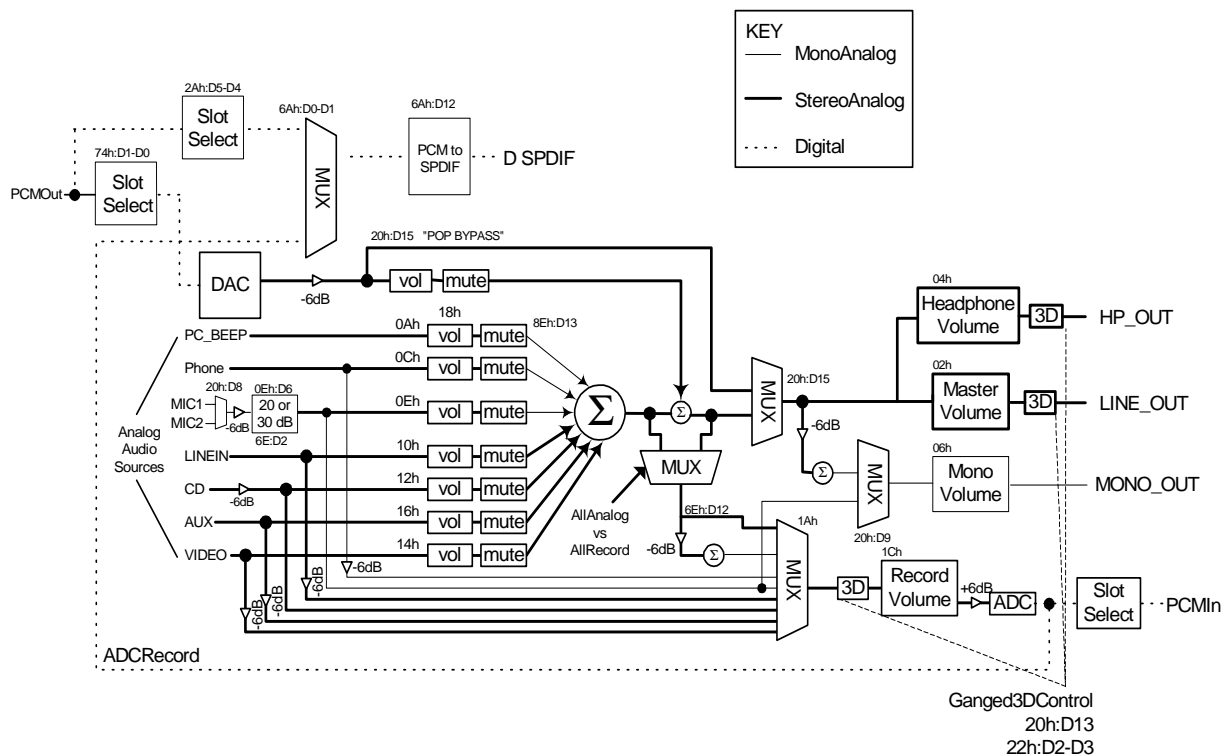 KEY
MonoAnalog
StereoAnalog
Digital
2Ah:D5-D4
Slot
Select
6Ah:D0-D1
MUX
6Ah:D12
PCM to
SPDIF
D SPDIF
74h:D1-D0
Slot
Select
PCMOut
20h:D15 "POP BYPASS"
DAC
-6dB
vol
mute
18h
PC_BEEP
0Ah
vol
mute
8Eh:D13
Phone
0Ch
vol
mute
20h:D8
0Eh:D6
MIC1
MIC2
-6dB
20 or
30 dB
6E:D2
0Eh
vol
mute
Analog
Audio
Sources
LINEIN
10h
vol
mute
CD
-6dB
12h
vol
mute
AUX
16h
vol
mute
VIDEO
14h
vol
mute
Σ
Σ
MUX
MUX
20h:D15
04h
Headphone
Volume
3D
HP_OUT
02h
Master
Volume
3D
LINE_OUT
-6dB
Σ
MUX
20h:D9
06h
Mono
Volume
MONO_OUT
AllAnalog
vs
AllRecord
6Eh:D12
-6dB
Σ
1Ah
MUX
-6dB
-6dB
-6dB
-6dB
3D
1Ch
Record
Volume
+6dB
ADC
Slot
Select
PCMIn
ADCRecord
Ganged3DControl
20h:D13
22h:D2-D3